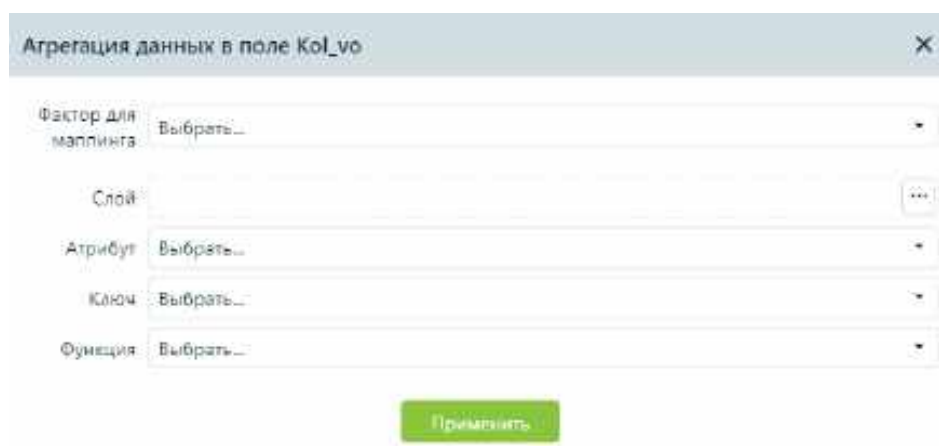 Агрегация данных в поле Kol_vo
Фактор для
маппинга
Выбрать...
Слой
...
Атрибут Выбрать...
Ключ Выбрать...
Функция Выбрать...
Применить